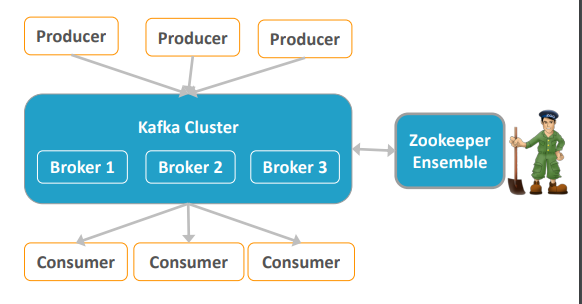 Producer
Producer
Producer
Kafka Cluster
Broker 1
Broker 2
Broker 3
Zookeeper
Ensemble
Consumer
Consumer
Consumer